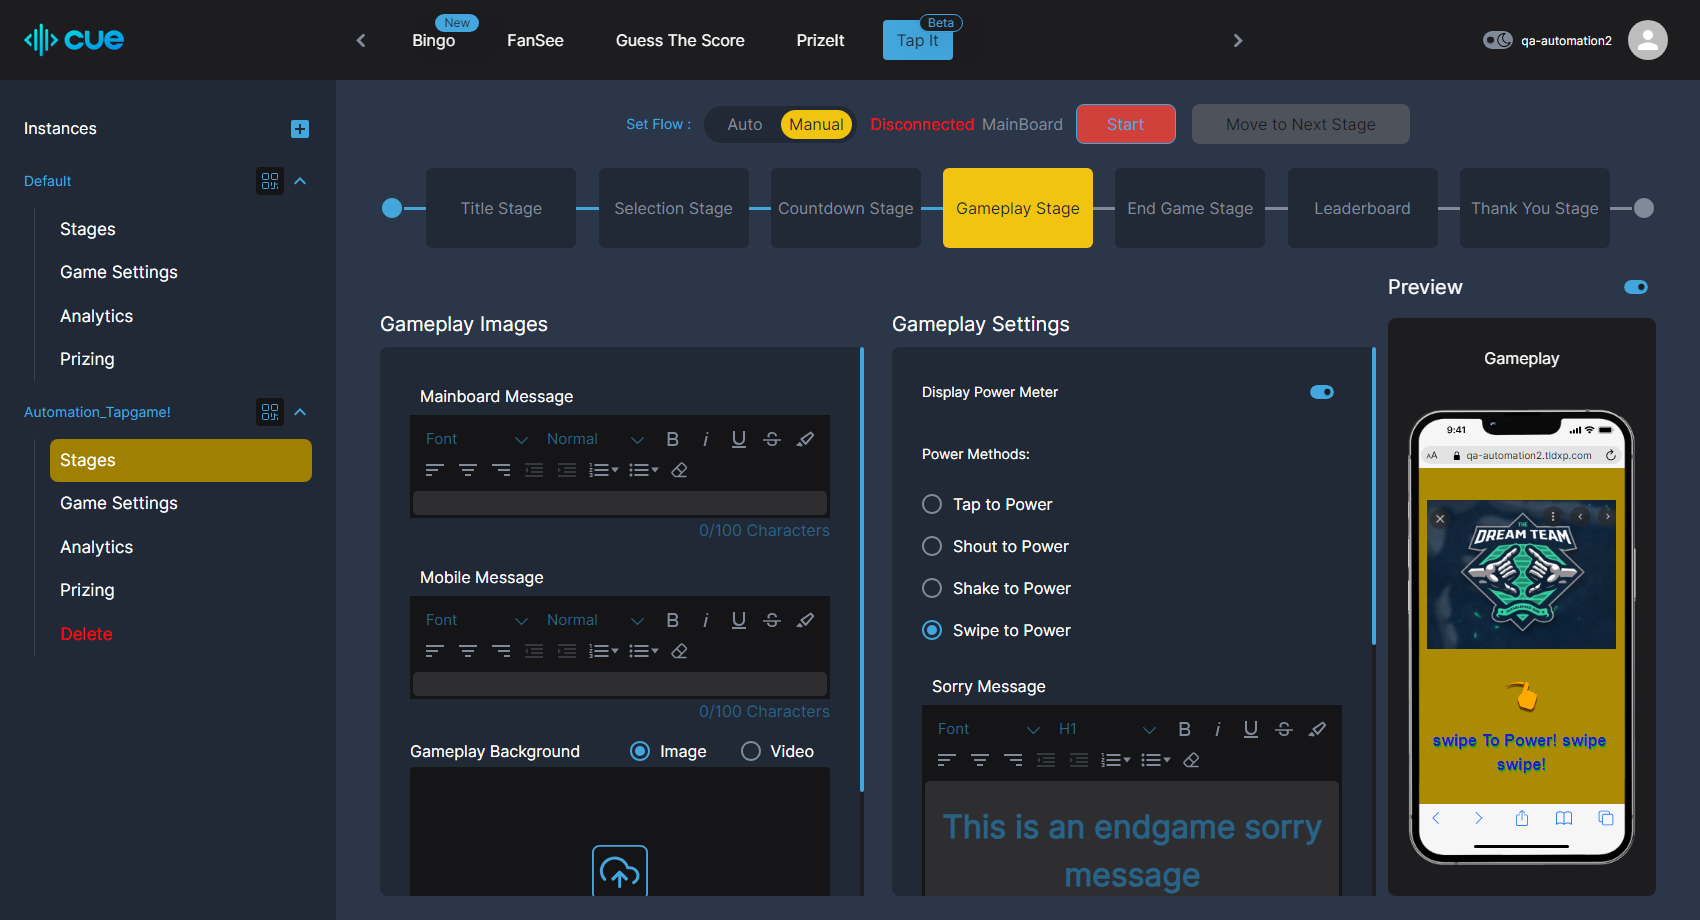 cue
New
Bingo
FanSee
Guess The Score
PrizeIt
Beta
Tap It
qa-automation2
Instances
Default
Stages
Game Settings
Analytics
Prizing
Automation_Tapgame!
Stages
Game Settings
Analytics
Prizing
Delete
Set Flow :
Auto
Manual
Disconnected MainBoard
Start
Move to Next Stage
Title Stage
Selection Stage
Countdown Stage
Gameplay Stage
End Game Stage
Leaderboard
Thank You Stage
Gameplay Images
Mainboard Message
Font
Normal
B
i
U
S
0/100 Characters
Mobile Message
Font
Normal
B
i
U
S
0/100 Characters
Gameplay Background
Image
Video
Gameplay Settings
Display Power Meter
Power Methods:
Tap to Power
Shout to Power
Shake to Power
Swipe to Power
Sorry Message
Font
H1
B
i
U
S
This is an endgame sorry
message
Preview
Gameplay
9:41
AA
qa-automation2.tldxp.com
THE
DREAM TEAM
swipe To Power! swipe
swipe!